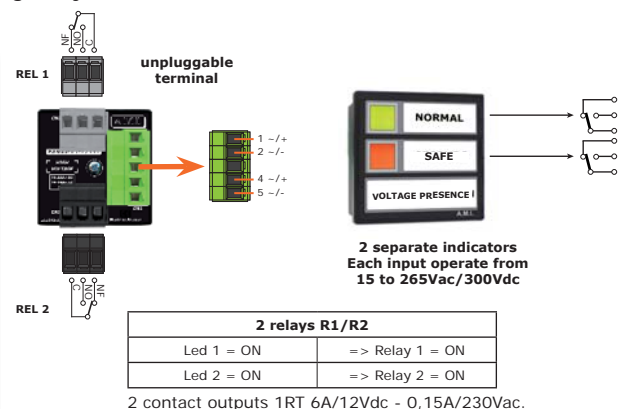 NF
NO
C
REL 1
unpluggable
terminal
1 ~/+
2 ~/-
4 ~/+
5 ~/-
NORMAL
SAFE
VOLTAGE PRESENCE
A.M.I.
2 separate indicators
Each input operate from
15 to 265Vac/300Vdc
REL 2
C
NO
NF
2 relays R1/R2
Led 1 = ON => Relay 1 = ON
Led 2 = ON => Relay 2 = ON
2 contact outputs 1RT 6A/12Vdc - 0,15A/230Vac.